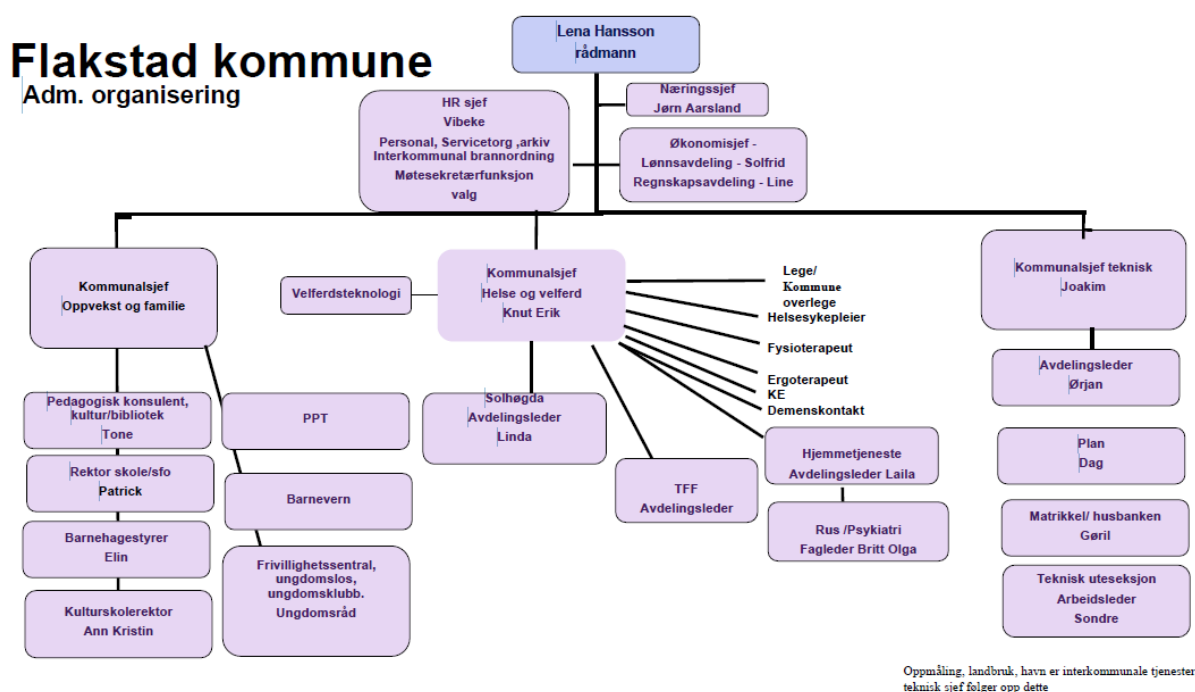 Flakstad kommune
Adm. organisering
Lena Hansson
rådmann
Næringssjef
Jørn Aarsland
HR sjef
Vibeke
Personal, Servicetorg ,arkiv
Interkommunal brannordning
Møtesekretærfunksjon
valg
Økonomisjef -
Lønnsavdeling - Solfrid
Regnskapsavdeling - Line
Kommunalsjef
Oppvekst og familie
Velferdsteknologi
Kommunalsjef
Helse og velferd
Knut Erik
Lege/
Kommune
overlege
Helsesykepleier
Fysioterapeut
Ergoterapeut
KE
Demenskontakt
Kommunalsjef teknisk
Joakim
Pedagogisk konsulent,
kultur/bibliotek
Tone
Rektor skole/sfo
Patrick
Barnehagestyrer
Elin
Kulturskolerektor
Ann Kristin
PPT
Barnevern
Frivillighetssentral,
ungdomslos,
ungdomsklubb.
Ungdomsråd
Solhøgda
Avdelingsleder
Linda
TFF
Avdelingsleder
Hjemmetjeneste
Avdelingsleder Laila
Rus /Psykiatri
Fagleder Britt Olga
Avdelingsleder
Ørjan
Plan
Dag
Matrikkel/ husbanken
Gøril
Teknisk uteseksjon
Arbeidsleder
Sondre
Oppmåling, landbruk, havn er interkommunale tjenester
teknisk sjef følger opp dette